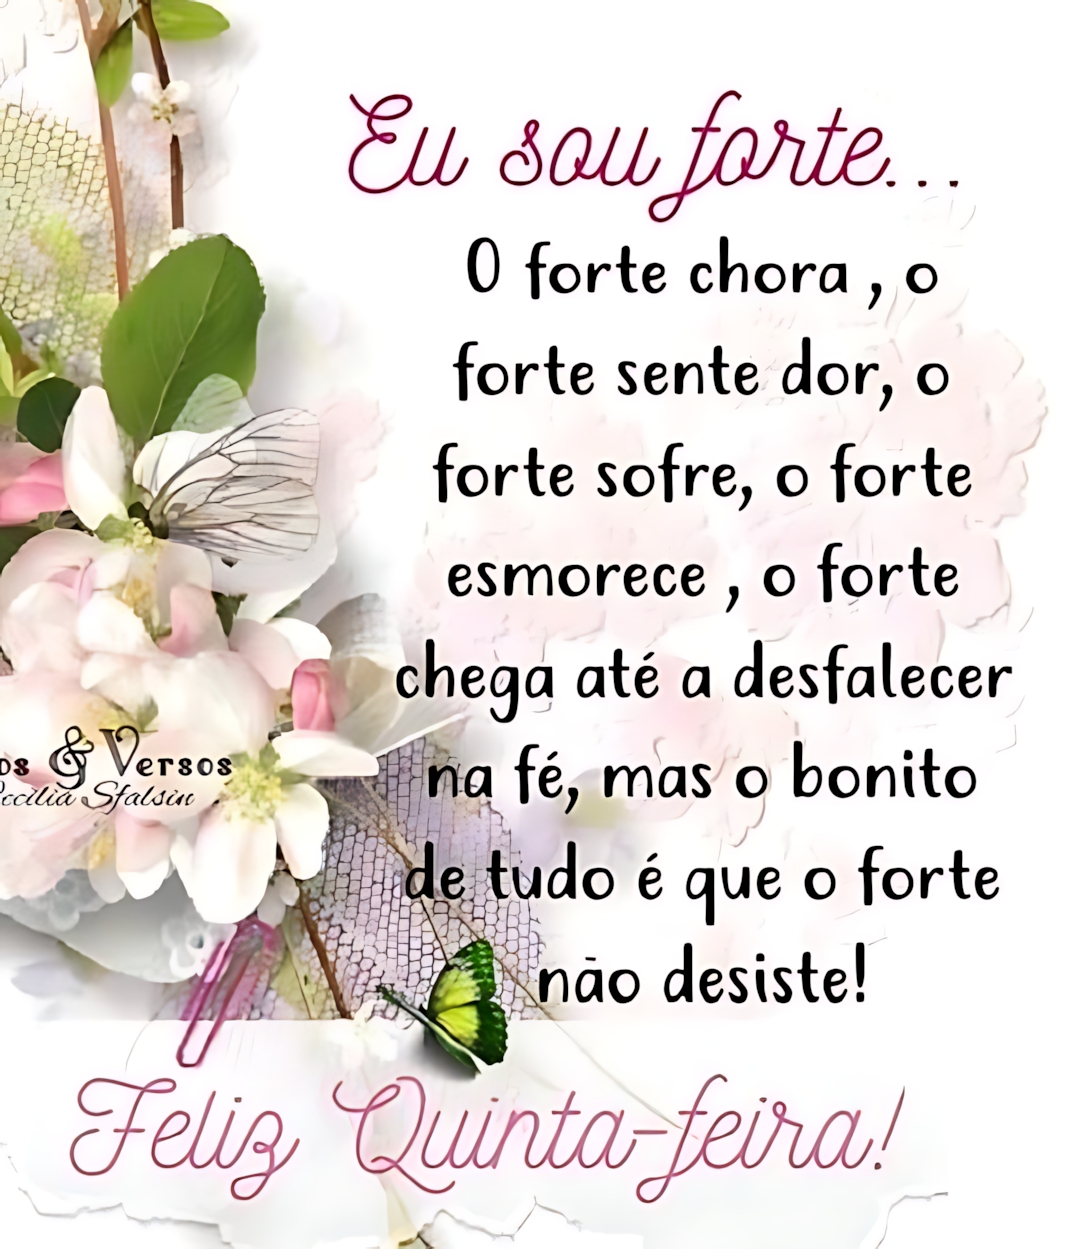 Eu sou forte...
O forte chora , o
forte sente dor, o
forte sofre, o forte
esmorece , o forte
chega até a desfalecer
na fé, mas o bonito
de tudo é que o forte
não desiste!
& Versos
Sfalsin
Feliz Quinta-feira!